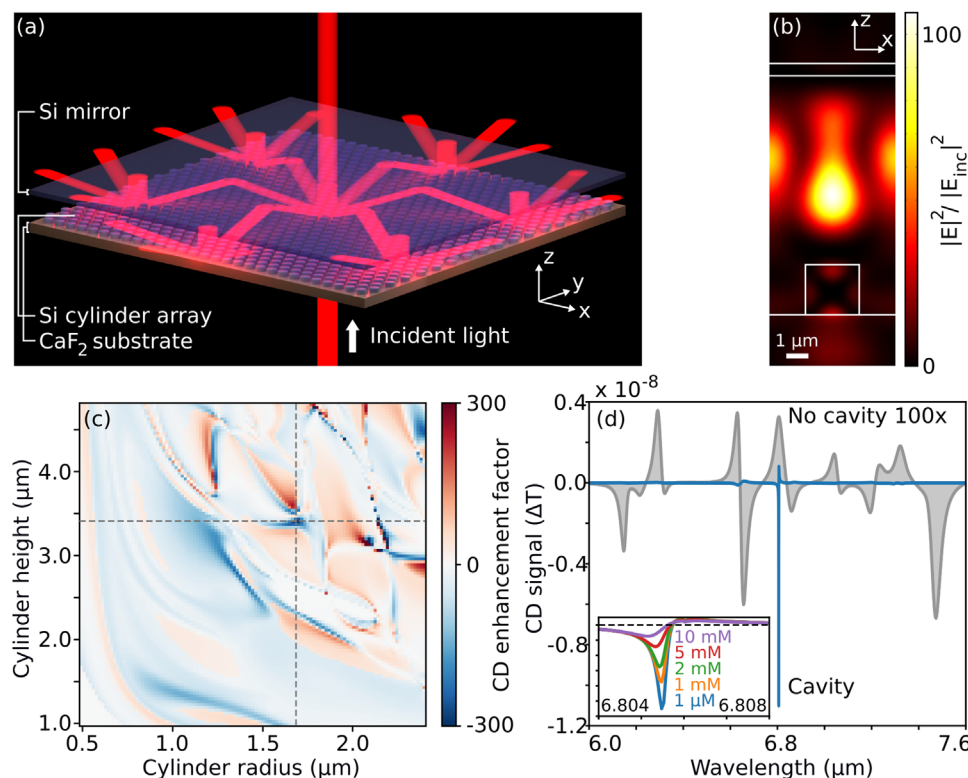 (a)
Si mirror
Si cylinder array
CaF2 substrate
Incident light
z
y
x
(b)
z
x
1 μm
100
0
|E|^2/ |E_inc|^2
(c)
4.0
3.0
2.0
1.0
0.5
1.0
1.5
2.0
Cylinder height (μm)
Cylinder radius (μm)
300
0
-300
CD enhancement factor
x 10^-8
(d)
No cavity 100x
0.4
0.0
-0.4
-0.8
-1.2
CD signal (ΔT)
10 mM
5 mM
2 mM
1 mM
1 μM
6.804
6.808
Cavity
6.0
6.8
7.6
Wavelength (μm)